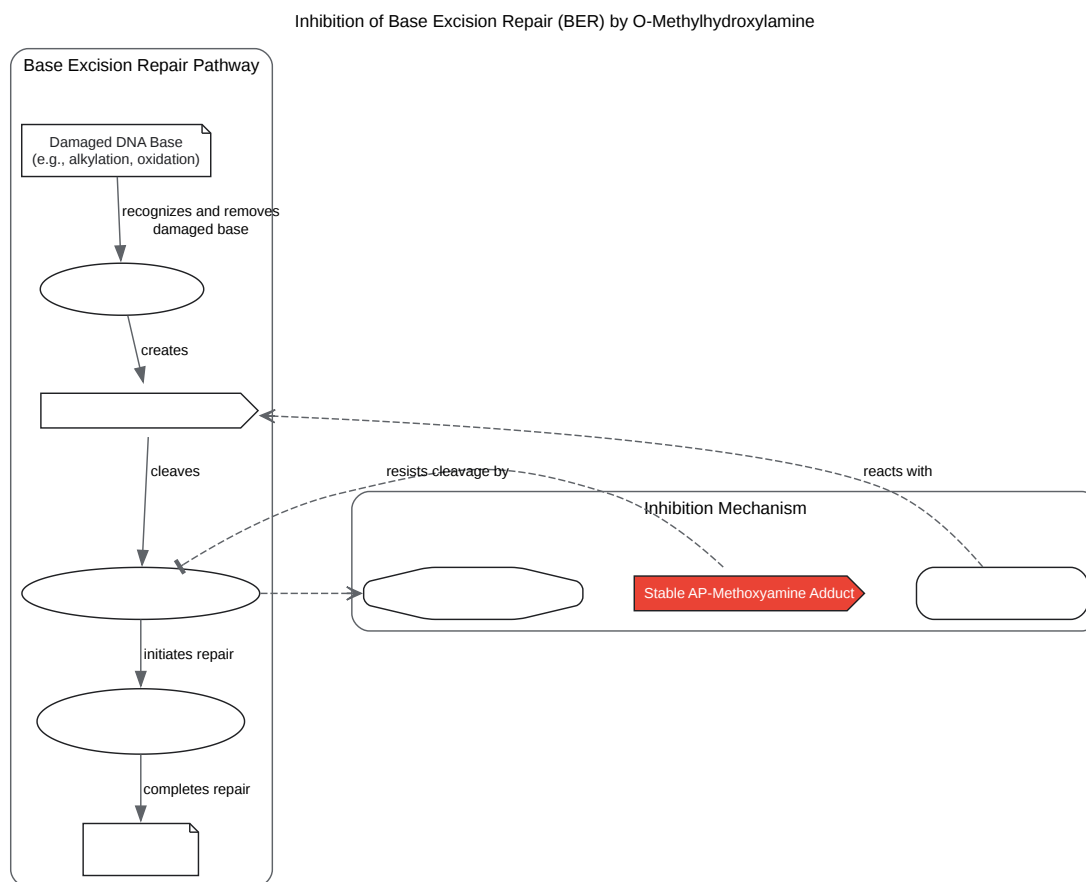 Inhibition of Base Excision Repair (BER) by O-Methylhydroxylamine
Base Excision Repair Pathway
Damaged DNA Base
(e.g., alkylation, oxidation)
recognizes and removes
damaged base
creates
cleaves
resists cleavage by
reacts with
Inhibition Mechanism
Stable AP-Methoxyamine Adduct
initiates repair
completes repair